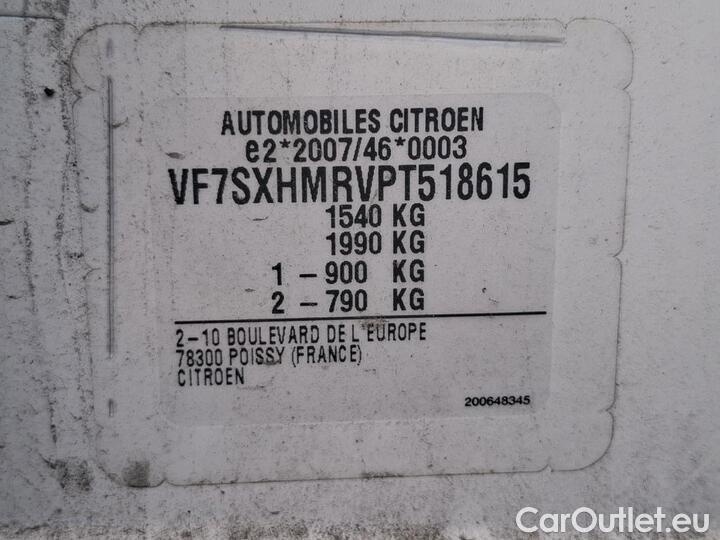 AUTOMOBILES CITROEN
e2*2007/46*0003
VF7SXHMRVPT518615
1540 KG
1990 KG
1 – 900 KG
2 – 790 KG
2–10 BOULEVARD DE L'EUROPE
78300 POISSY (FRANCE)
CITROEN
200648345
CarOutlet.eu